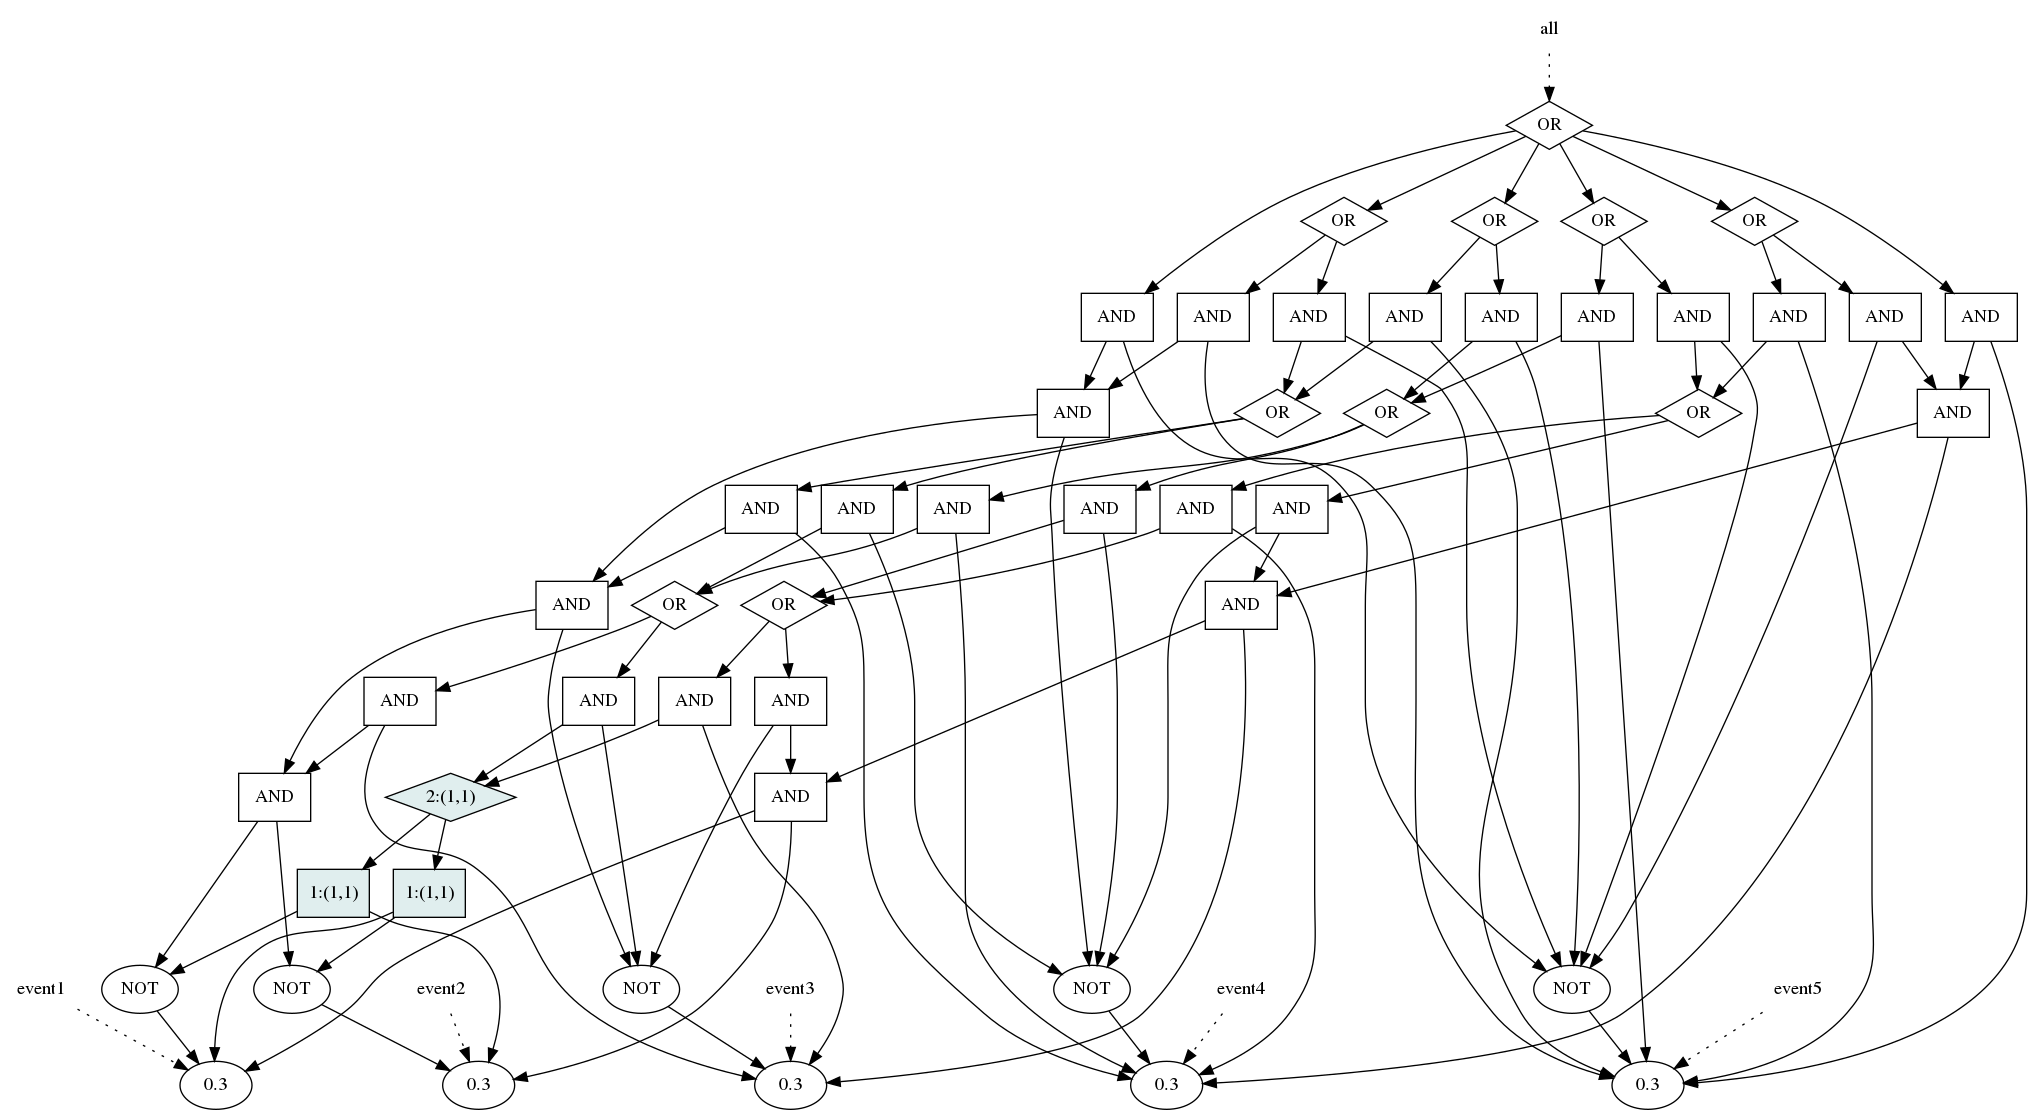 all
OR
OR OR OR OR
AND AND AND AND AND AND AND AND AND AND
AND OR OR OR AND
AND AND AND AND AND AND
AND OR OR AND
AND AND AND AND
AND 2:(1,1) AND
1:(1,1) 1:(1,1)
event1 NOT NOT event2 NOT event3 NOT event4 NOT event5
0.3 0.3 0.3 0.3 0.3